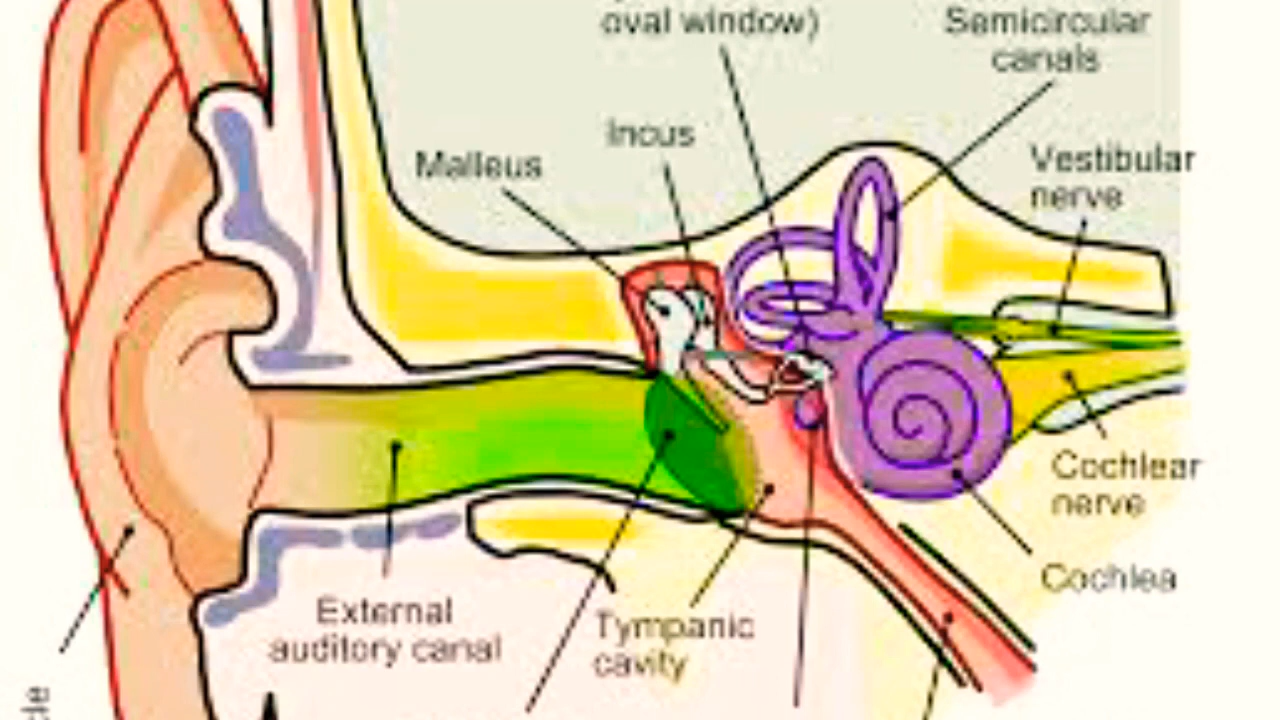 oval window)
Semicircular
canals
Incus
Malleus
Vestibular
nerve
Cochlear
nerve
Cochlea
External
auditory canal
Tympanic
cavity